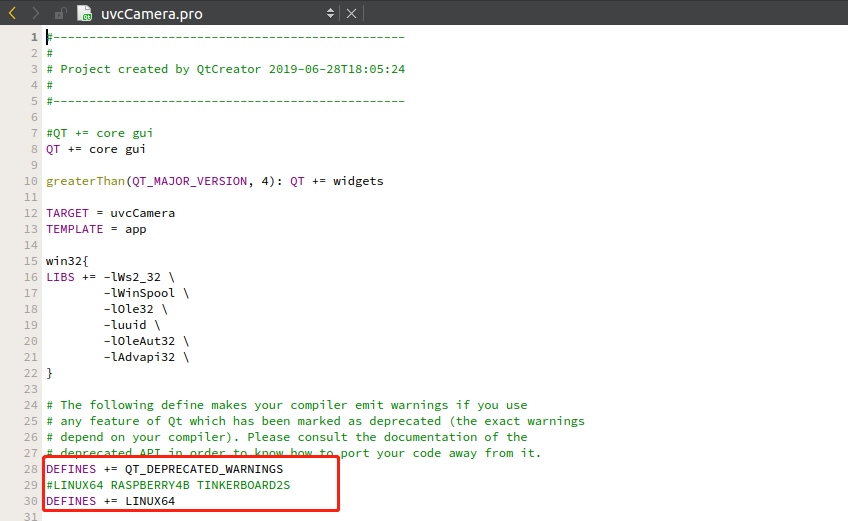 uvcCamera.pro
1 #-------------------------------------------------
2 #
3 # Project created by QtCreator 2019-06-28T18:05:24
4 #
5 #-------------------------------------------------
6
7 #QT += core gui
8 QT += core gui
9
10 greaterThan(QT_MAJOR_VERSION, 4): QT += widgets
11
12 TARGET = uvcCamera
13 TEMPLATE = app
14
15 win32{
16 LIBS += -lWs2_32 \
17         -lWinSpool \
18         -lOle32 \
19         -luuid \
20         -lOleAut32 \
21         -lAdvapi32 \
22 }
23
24 # The following define makes your compiler emit warnings if you use
25 # any feature of Qt which has been marked as deprecated (the exact warnings
26 # depend on your compiler). Please consult the documentation of the
27 # deprecated API in order to know how to port your code away from it.
28 DEFINES += QT_DEPRECATED_WARNINGS
29 #LINUX64 RASPBERRY4B TINKERBOARD2S
30 DEFINES += LINUX64
31